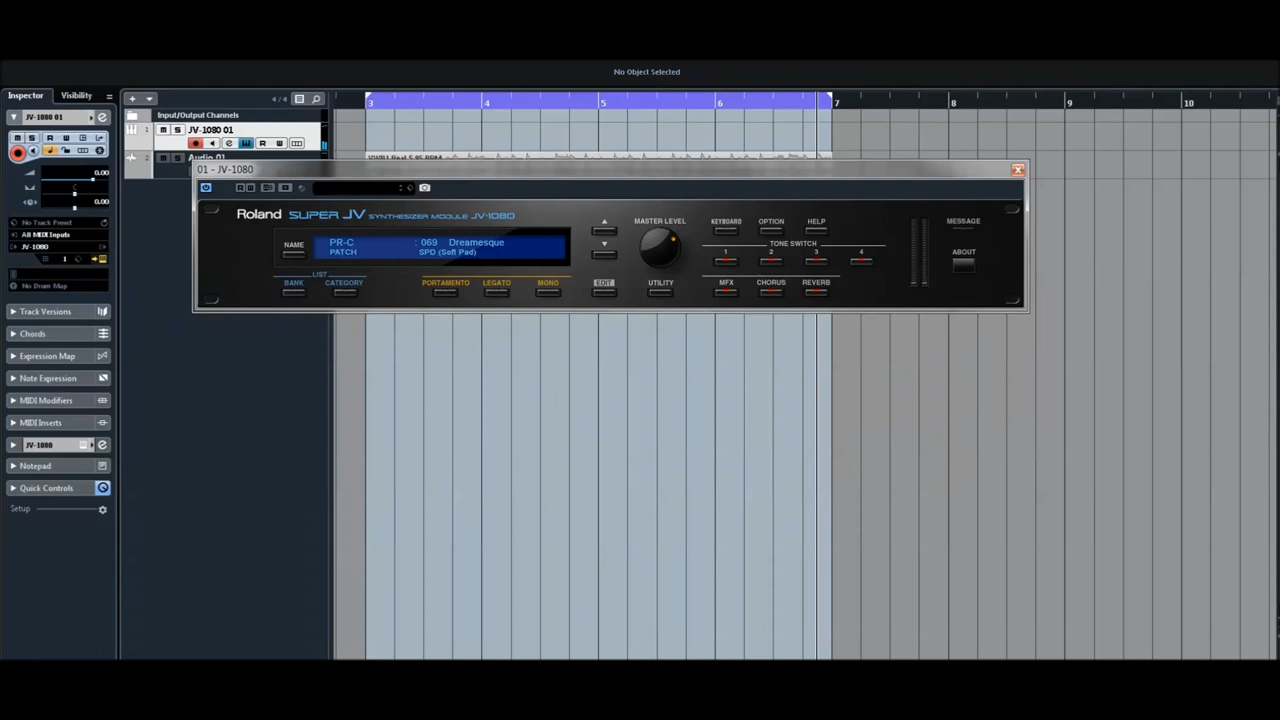 No Object Selected
Inspector Visibility
JV-1080 01
M S R W
0.00
C
0.00
No Track Preset
All MIDI Inputs
JV-1080
1
No Drum Map
Track Versions
Chords
Expression Map
Note Expression
MIDI Modifiers
MIDI Inserts
JV-1080
Notepad
Quick Controls
Setup
4 / 4
Input/Output Channels
1 M S JV-1080 01
R W
2 M S Audio 01
3 4 5 6 7 8 9 10
01 - JV-1080
R W
Roland SUPER JV SYNTHESIZER MODULE JV-1080
NAME
PR-C : 069 Dreamesque
PATCH SPD (Soft Pad)
LIST
BANK CATEGORY
PORTAMENTO LEGATO MONO
EDIT
MASTER LEVEL
UTILITY
KEYBOARD OPTION HELP
TONE SWITCH
1 2 3 4
MFX CHORUS REVERB
MESSAGE
ABOUT